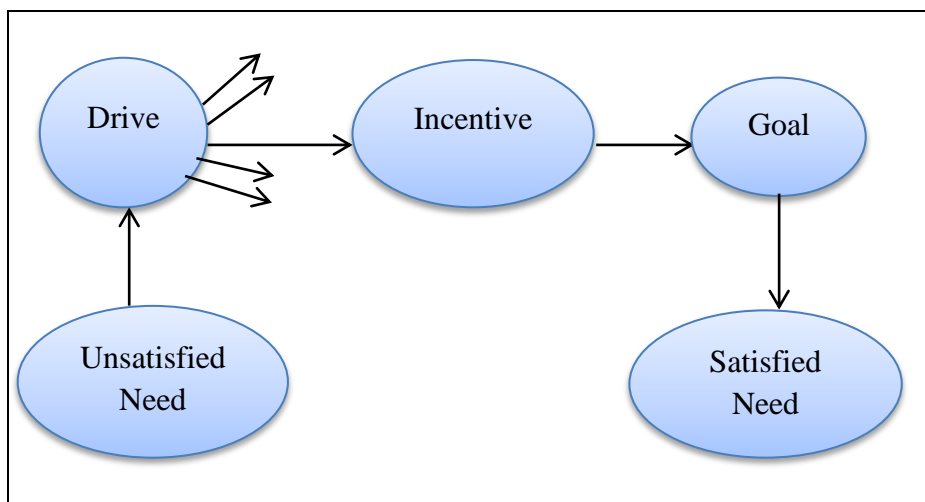 Drive
Incentive
Goal
Unsatisfied
Need
Satisfied
Need